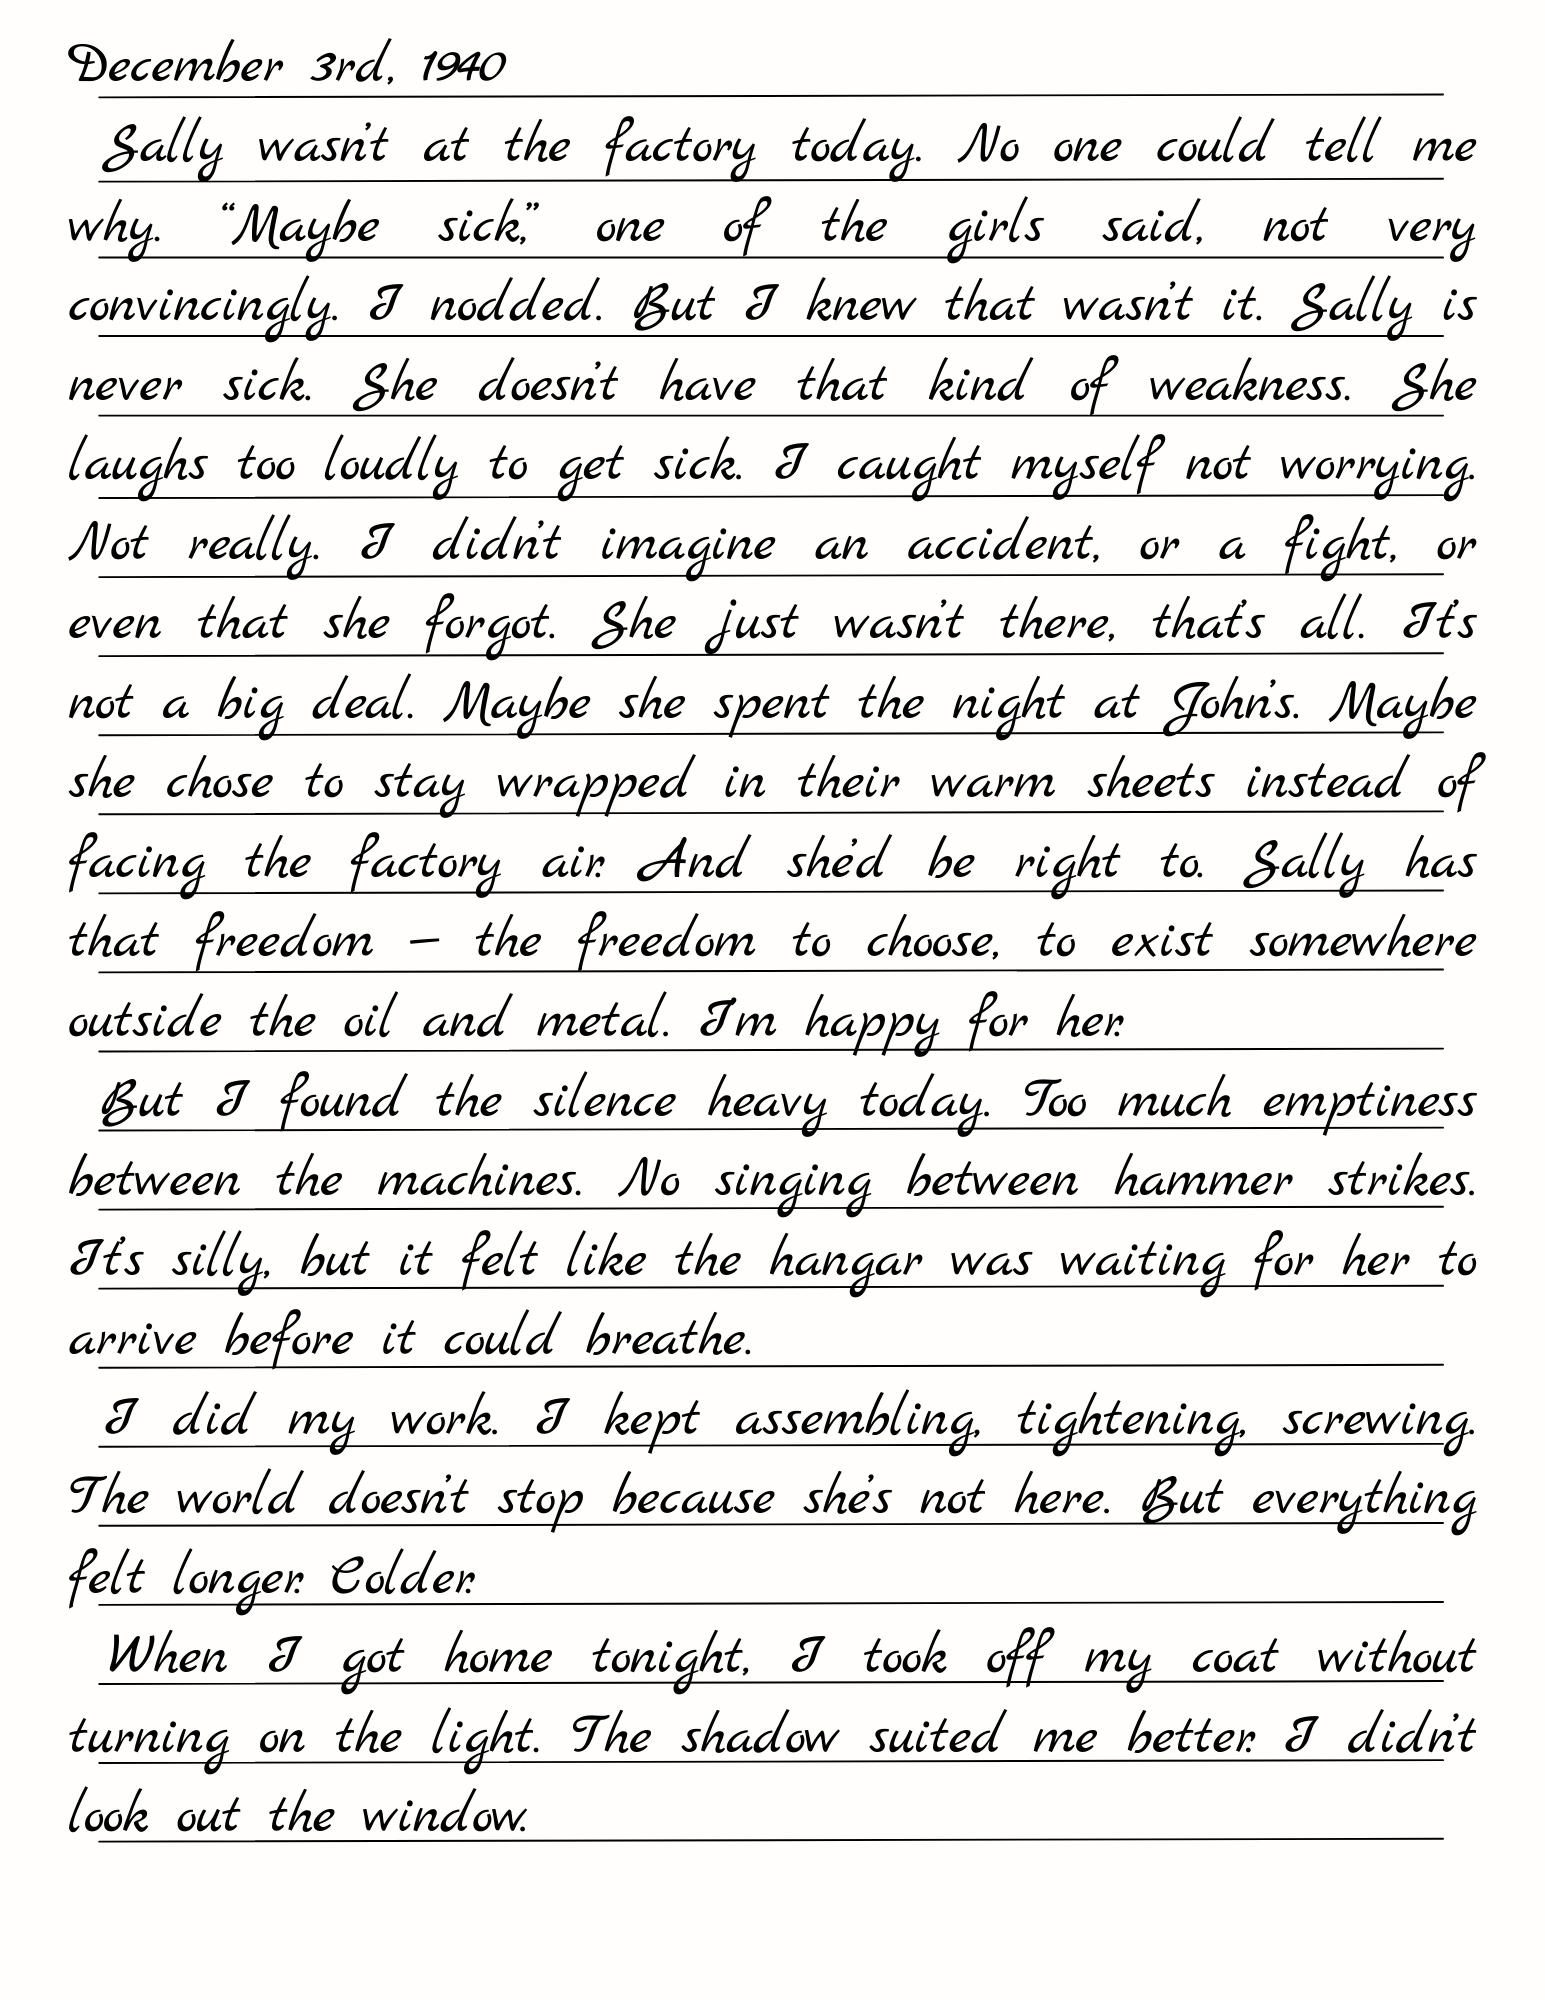 December 3rd, 1940
Sally wasn't at the factory today. No one could tell me
why. “Maybe sick,” one of the girls said, not very
convincingly. I nodded. But I knew that wasn't it. Sally is
never sick. She doesn't have that kind of weakness. She
laughs too loudly to get sick. I caught myself not worrying.
Not really. I didn't imagine an accident, or a fight, or
even that she forgot. She just wasn't there, that's all. It's
not a big deal. Maybe she spent the night at John's. Maybe
she chose to stay wrapped in their warm sheets instead of
facing the factory air. And she'd be right to. Sally has
that freedom – the freedom to choose, to exist somewhere
outside the oil and metal. I'm happy for her.
But I found the silence heavy today. Too much emptiness
between the machines. No singing between hammer strikes.
It's silly, but it felt like the hangar was waiting for her to
arrive before it could breathe.
I did my work. I kept assembling, tightening, screwing.
The world doesn't stop because she's not here. But everything
felt longer. Colder.
When I got home tonight, I took off my coat without
turning on the light. The shadow suited me better. I didn't
look out the window.